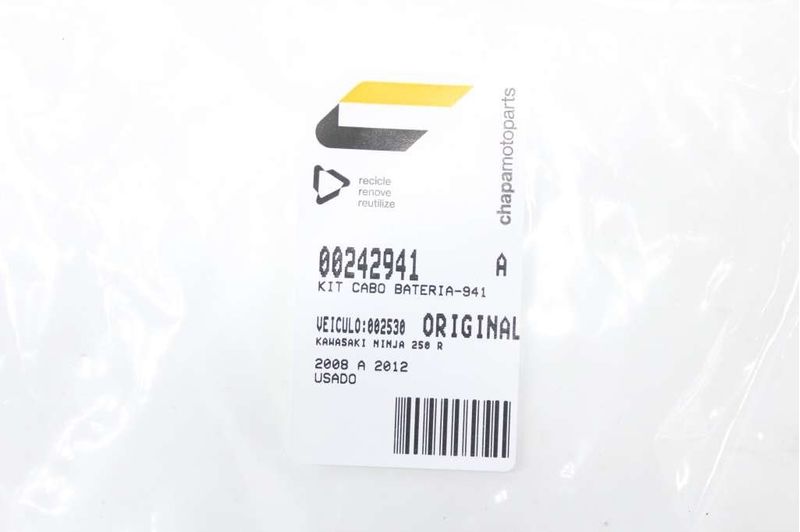 chapamotoparts
recicle
renove
reutilize
00242941 A
KIT CABO BATERIA-941
VEICULO:002530 ORIGINAL
KAWASAKI NINJA 250 R
2008 A 2012
USADO